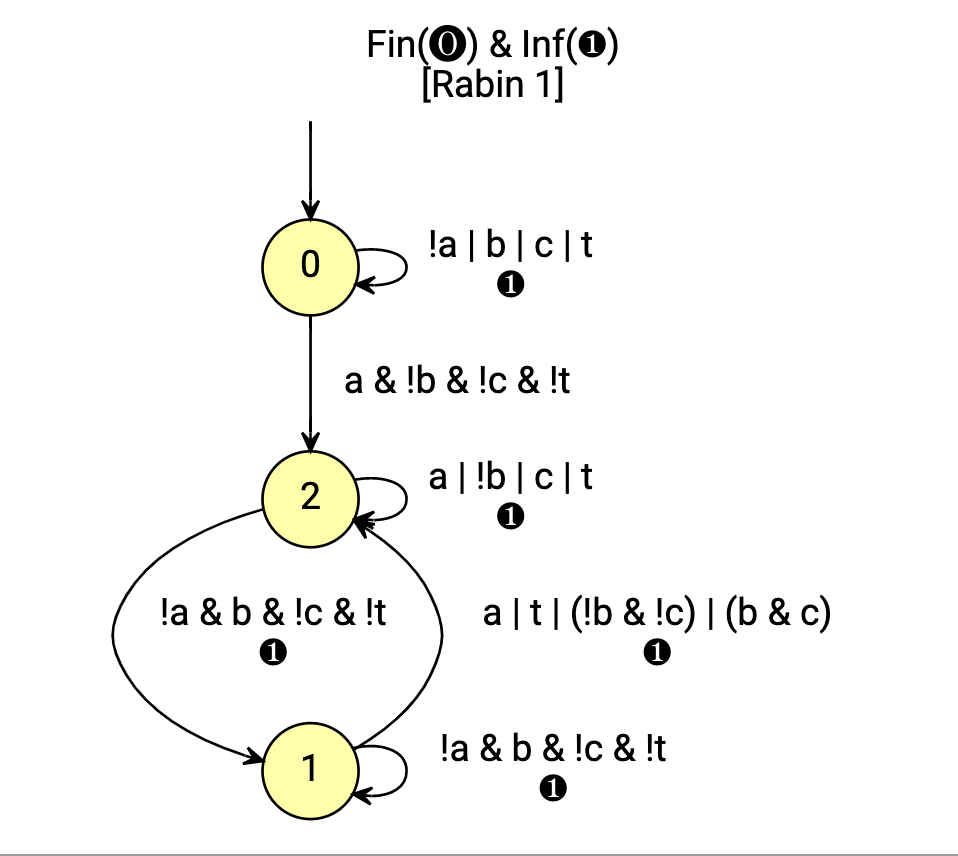 Fin(⓿) & Inf(❶)
[Rabin 1]
0
!a | b | c | t
❶
a & !b & !c & !t
2
a | !b | c | t
❶
!a & b & !c & !t
❶
a | t | (!b & !c) | (b & c)
❶
1
!a & b & !c & !t
❶